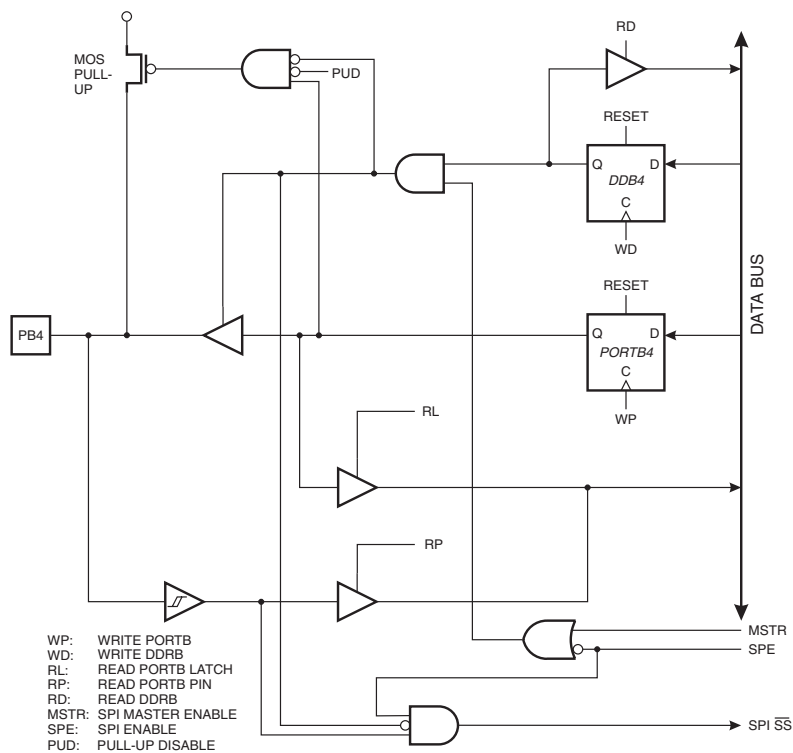 RD
MOS
PULL-
UP
PUD
RESET
Q D
DDB4
C
WD
DATA BUS
RESET
PB4
Q D
PORTB4
C
WP
RL
RP
MSTR
SPE
SPI SS
WP: WRITE PORTB
WD: WRITE DDRB
RL: READ PORTB LATCH
RP: READ PORTB PIN
RD: READ DDRB
MSTR: SPI MASTER ENABLE
SPE: SPI ENABLE
PUD: PULL-UP DISABLE